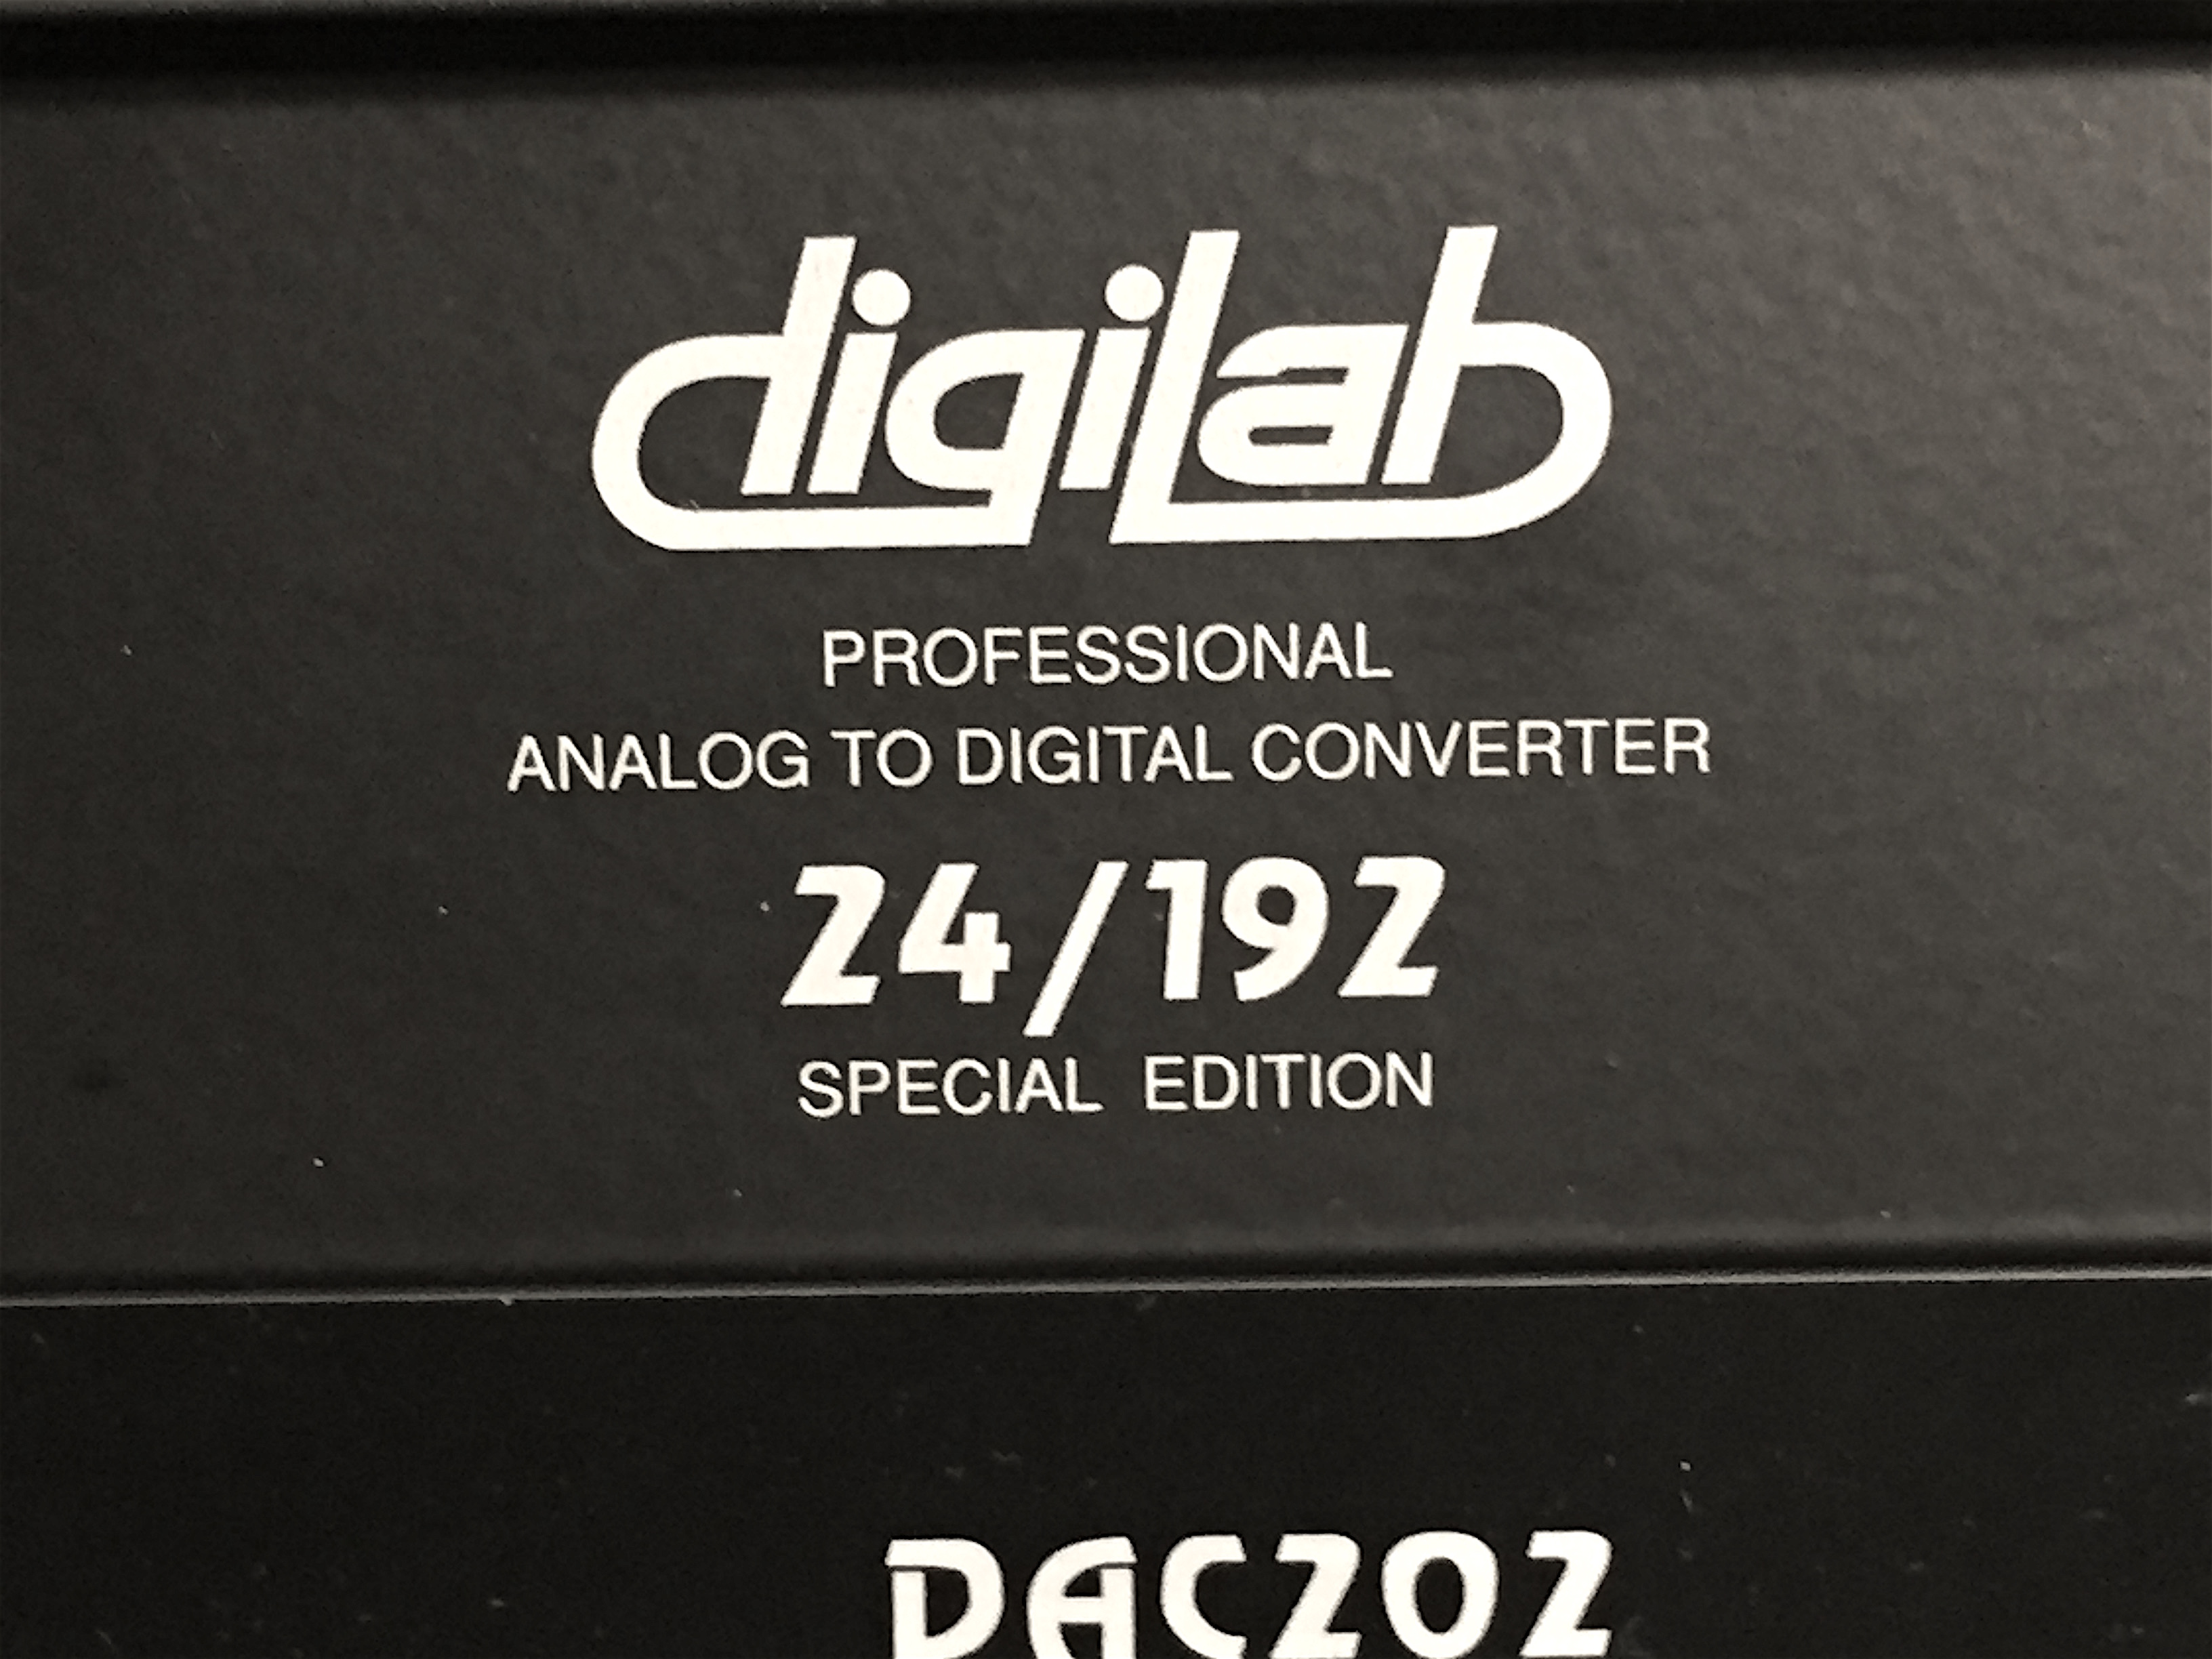 digilab
PROFESSIONAL
ANALOG TO DIGITAL CONVERTER
24/192
SPECIAL EDITION
DAC202